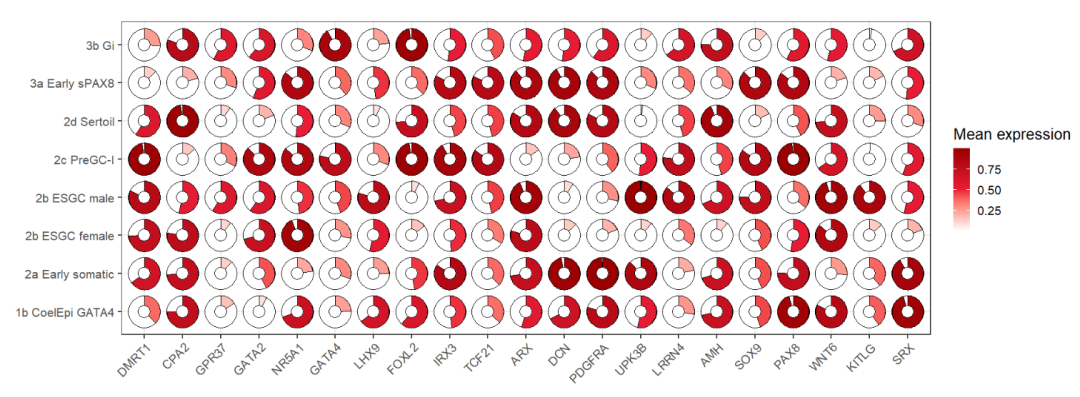 3b Gi
3a Early sPAX8
2d Sertoil
2c PreGC-I
2b ESGC male
2b ESGC female
2a Early somatic
1b CoelEpi GATA4
DMRT1 CPA2 GPR37 GATA2 NR5A1 GATA4 LHX9 FOXL2 IRX3 TCF21 ARX DCN PDGFRA UPK3B LRRN4 AMH SOX9 PAX8 WNT6 KITLG SRX
Mean expression
0.75
0.50
0.25